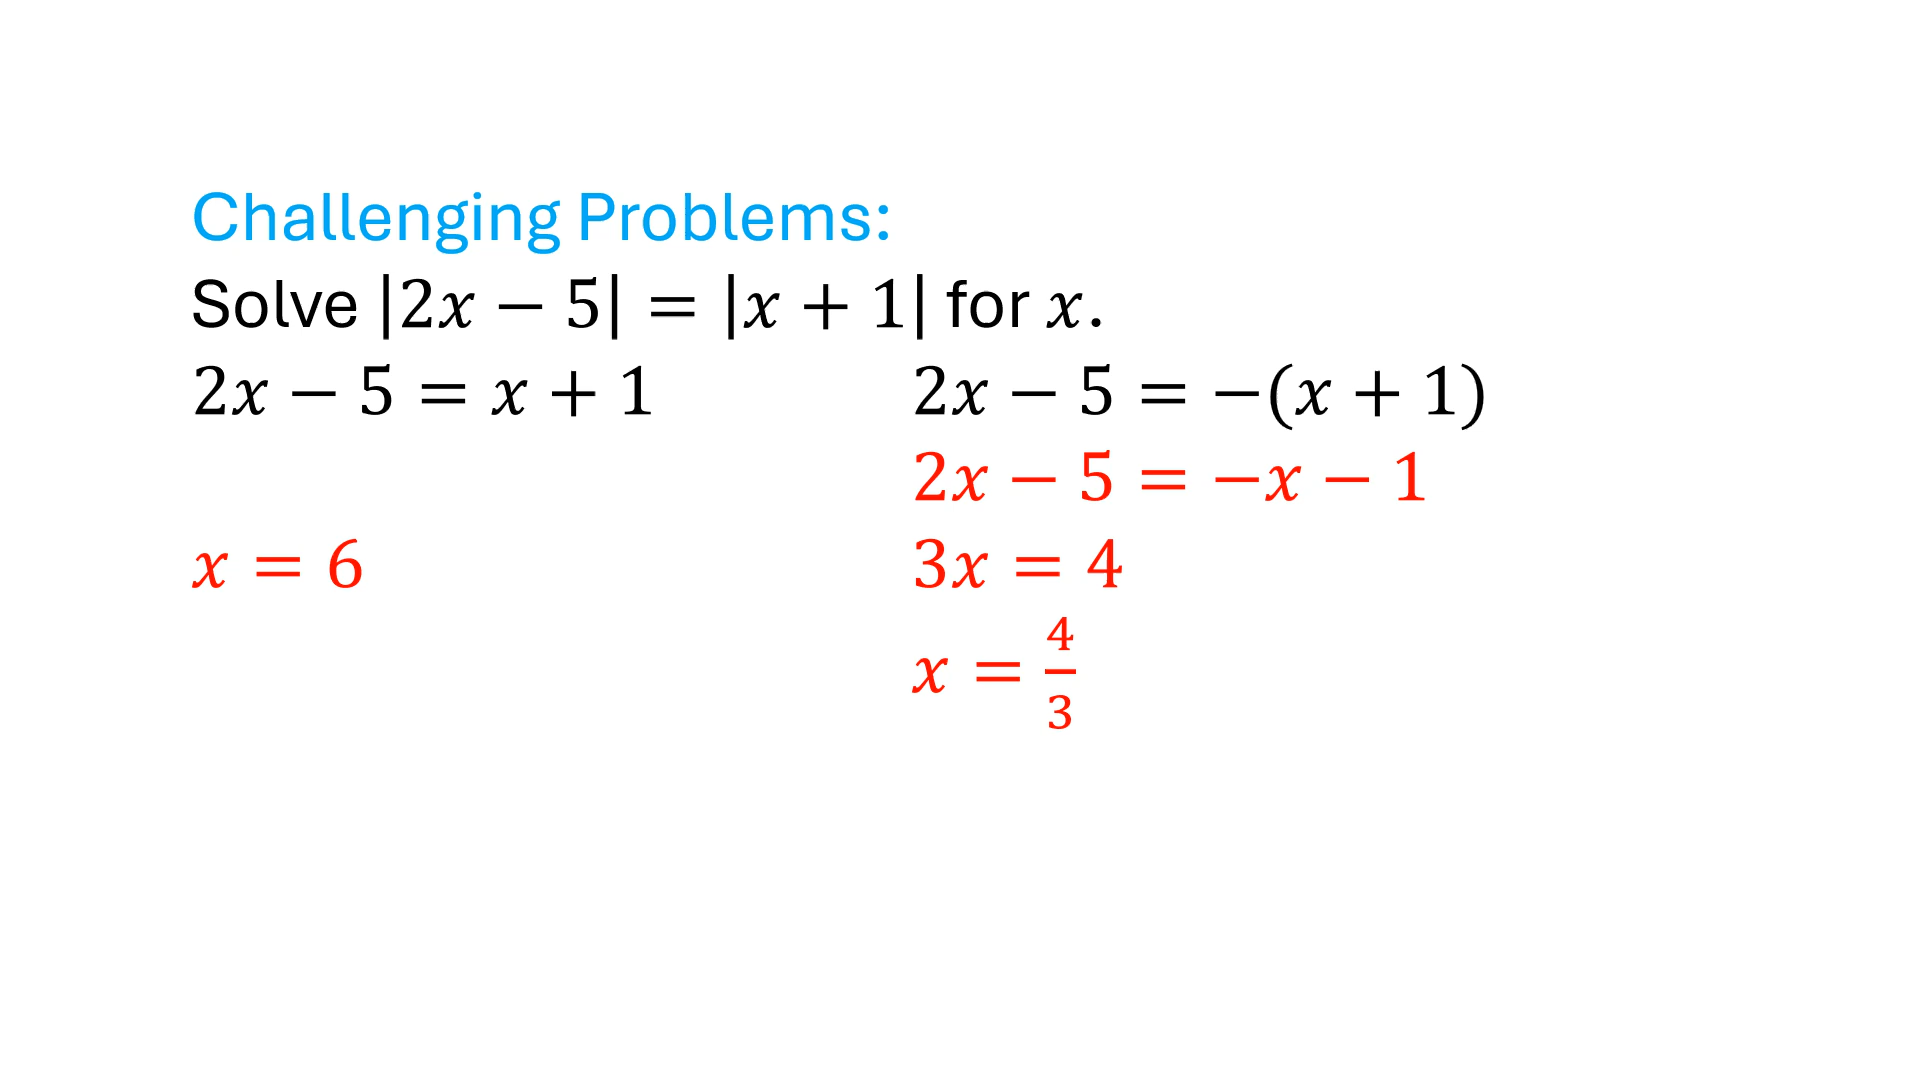 Challenging Problems:
Solve |2x − 5| = |x + 1| for x.
2x − 5 = x + 1 2x − 5 = −(x + 1)
2x − 5 = −x − 1
x = 6 3x = 4
x = 4/3